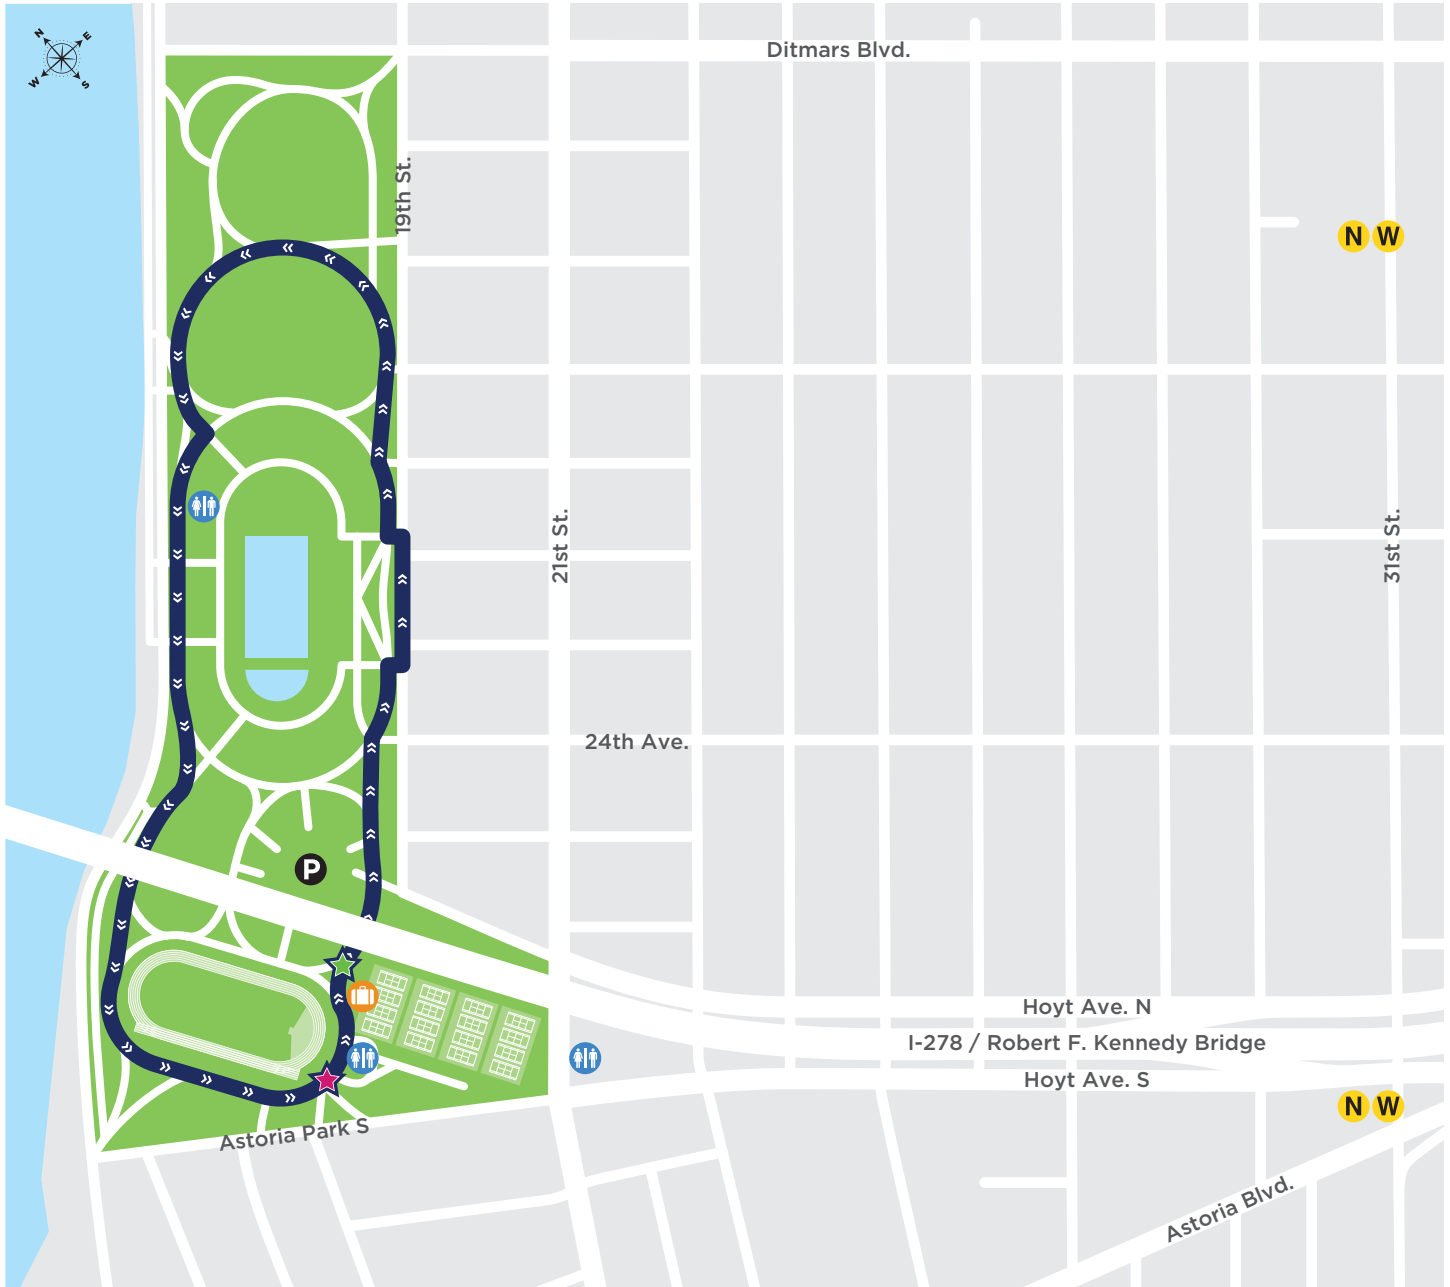 N
E
W
S
Ditmars Blvd.
19th St.
N W
21st St.
31st St.
24th Ave.
P
Hoyt Ave. N
I-278 / Robert F. Kennedy Bridge
Hoyt Ave. S
N W
Astoria Park S
Astoria Blvd.